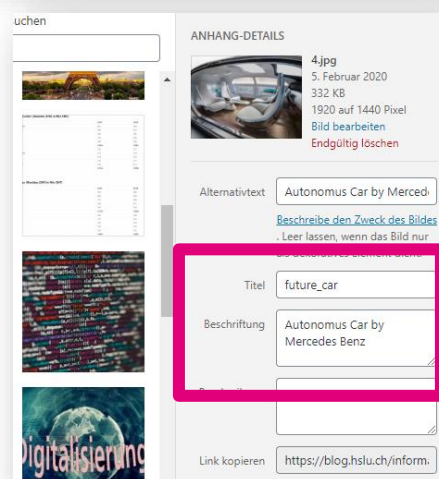 uchen
ANHANG-DETAILS
4.jpg
5. Februar 2020
332 KB
1920 auf 1440 Pixel
Bild bearbeiten
Endgültig löschen
Alternativtext
Autonomus Car by Merced
Beschreibe den Zweck des Bildes
. Leer lassen, wenn das Bild nur
Titel
future_car
Beschriftung
Autonomus Car by
Mercedes Benz
Digitalisierung
Link kopieren
https://blog.hslu.ch/inform